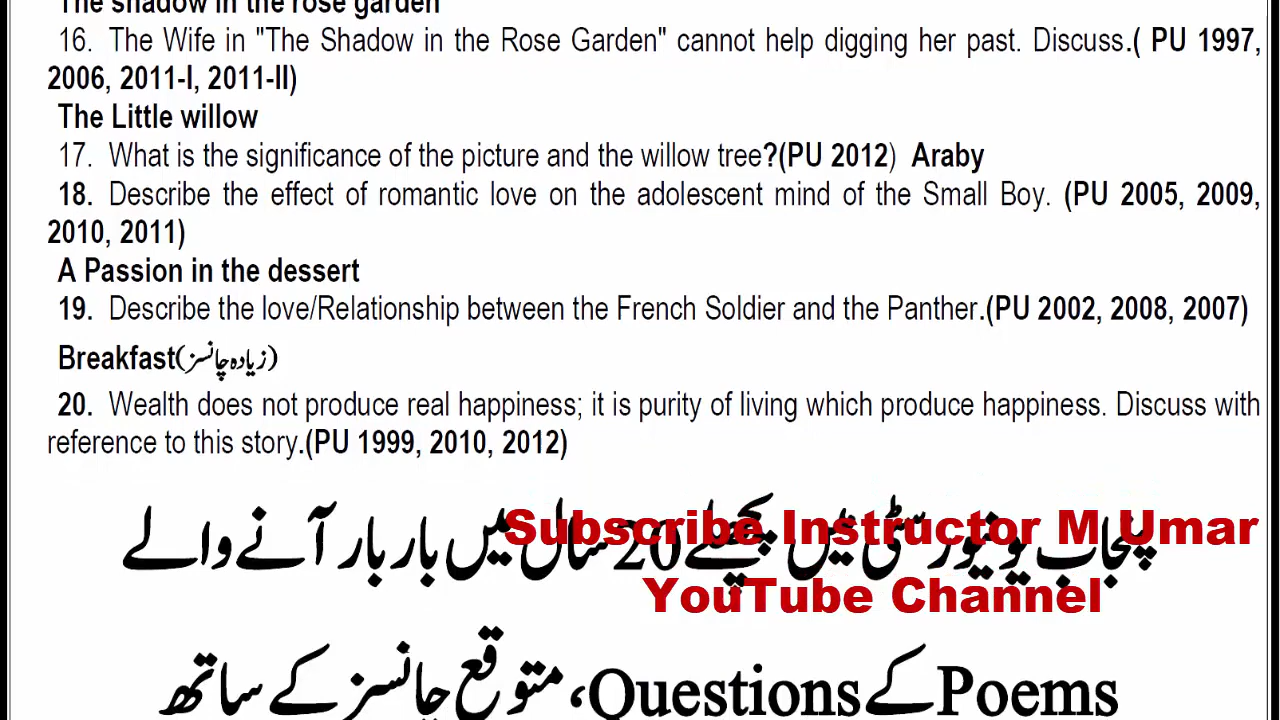 The shadow in the rose garden
16. The Wife in "The Shadow in the Rose Garden" cannot help digging her past. Discuss.( PU 1997,
2006, 2011-I, 2011-II)
The Little willow
17. What is the significance of the picture and the willow tree?(PU 2012) Araby
18. Describe the effect of romantic love on the adolescent mind of the Small Boy. (PU 2005, 2009,
2010, 2011)
A Passion in the dessert
19. Describe the love/Relationship between the French Soldier and the Panther.(PU 2002, 2008, 2007)
Breakfast(زیادہ چانسز)
20. Wealth does not produce real happiness; it is purity of living which produce happiness. Discuss with
reference to this story.(PU 1999, 2010, 2012)
پنجاب یونیورسٹی میں پچھلے 20 سال میں بار بار آنے والے
Subscribe Instructor M Umar
YouTube Channel
Poems کے Questions، متوقع چانسز کے ساتھ